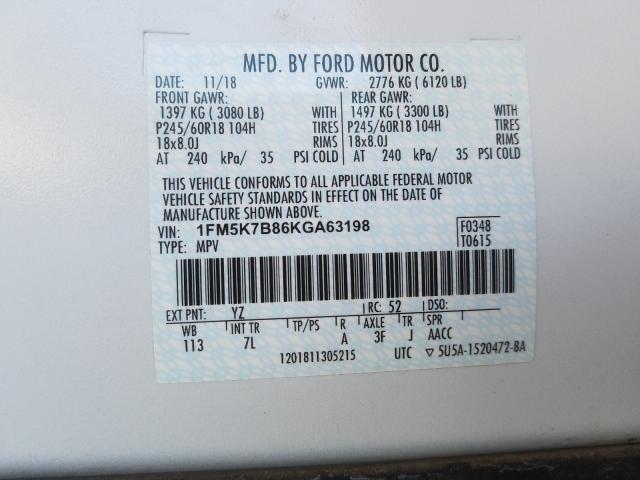 MFD. BY FORD MOTOR CO.
DATE: 11/18 GVWR: 2776 KG ( 6120 LB)
FRONT GAWR: REAR GAWR:
1397 KG ( 3080 LB) WITH 1497 KG ( 3300 LB) WITH
P245/60R18 104H TIRES P245/60R18 104H TIRES
18x8.0J RIMS 18x8.0J RIMS
AT 240 kPa/ 35 PSI COLD AT 240 kPa/ 35 PSI COLD
THIS VEHICLE CONFORMS TO ALL APPLICABLE FEDERAL MOTOR
VEHICLE SAFETY STANDARDS IN EFFECT ON THE DATE OF
MANUFACTURE SHOWN ABOVE.
VIN: 1FM5K7B86KGA63198 F0348
TYPE: MPV T0615
EXT PNT: YZ RC: 52 DSO:
WB INT TR TP/PS R AXLE TR SPR
113 7L A 3F J AACC
1201811305215 UTC ▽ 5U5A-1520472-BA